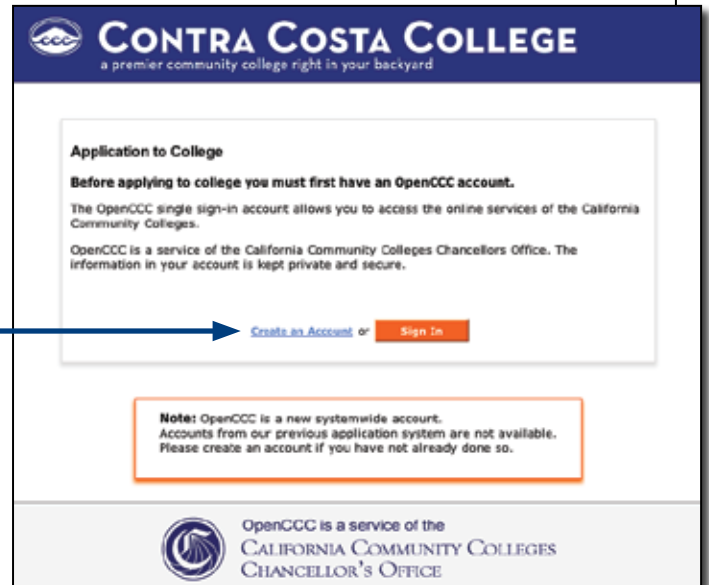 CCC
CONTRA COSTA COLLEGE
a premier community college right in your backyard
Application to College
Before applying to college you must first have an OpenCCC account.
The OpenCCC single sign-in account allows you to access the online services of the California
Community Colleges.
OpenCCC is a service of the California Community Colleges Chancellors Office. The
information in your account is kept private and secure.
Create an Account or Sign In
Note: OpenCCC is a new systemwide account.
Accounts from our previous application system are not available.
Please create an account if you have not already done so.
OpenCCC is a service of the
CALIFORNIA COMMUNITY COLLEGES
CHANCELLOR'S OFFICE